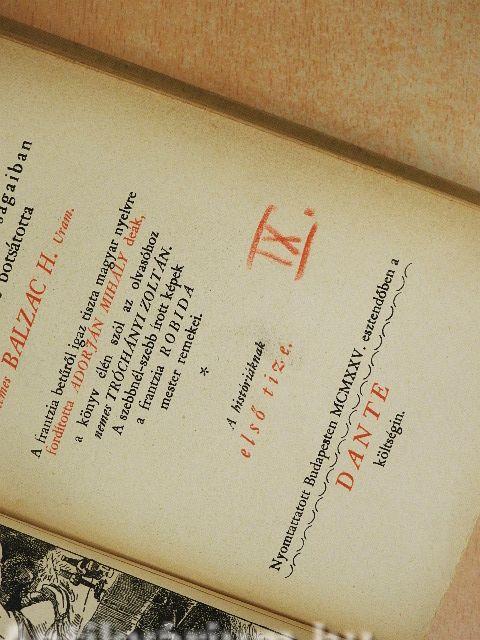 botsátotta
nemes BALZAC H. Uram.
A frantzia betűről igaz tiszta magyar nyelvre
fordította ADORJÁN MIHÁLY deák,
a könyv élén szól az olvasóhoz
nemes TRÓCHÁNYI ZOLTÁN.
A szebbnél-szebb írott képek
a frantzia ROBIDA
mester remekei.
*
IX.
A históriáknak
első tize.
Nyomtattatott Budapesten MCMXXV. esztendőben a
DANTE
költségin.